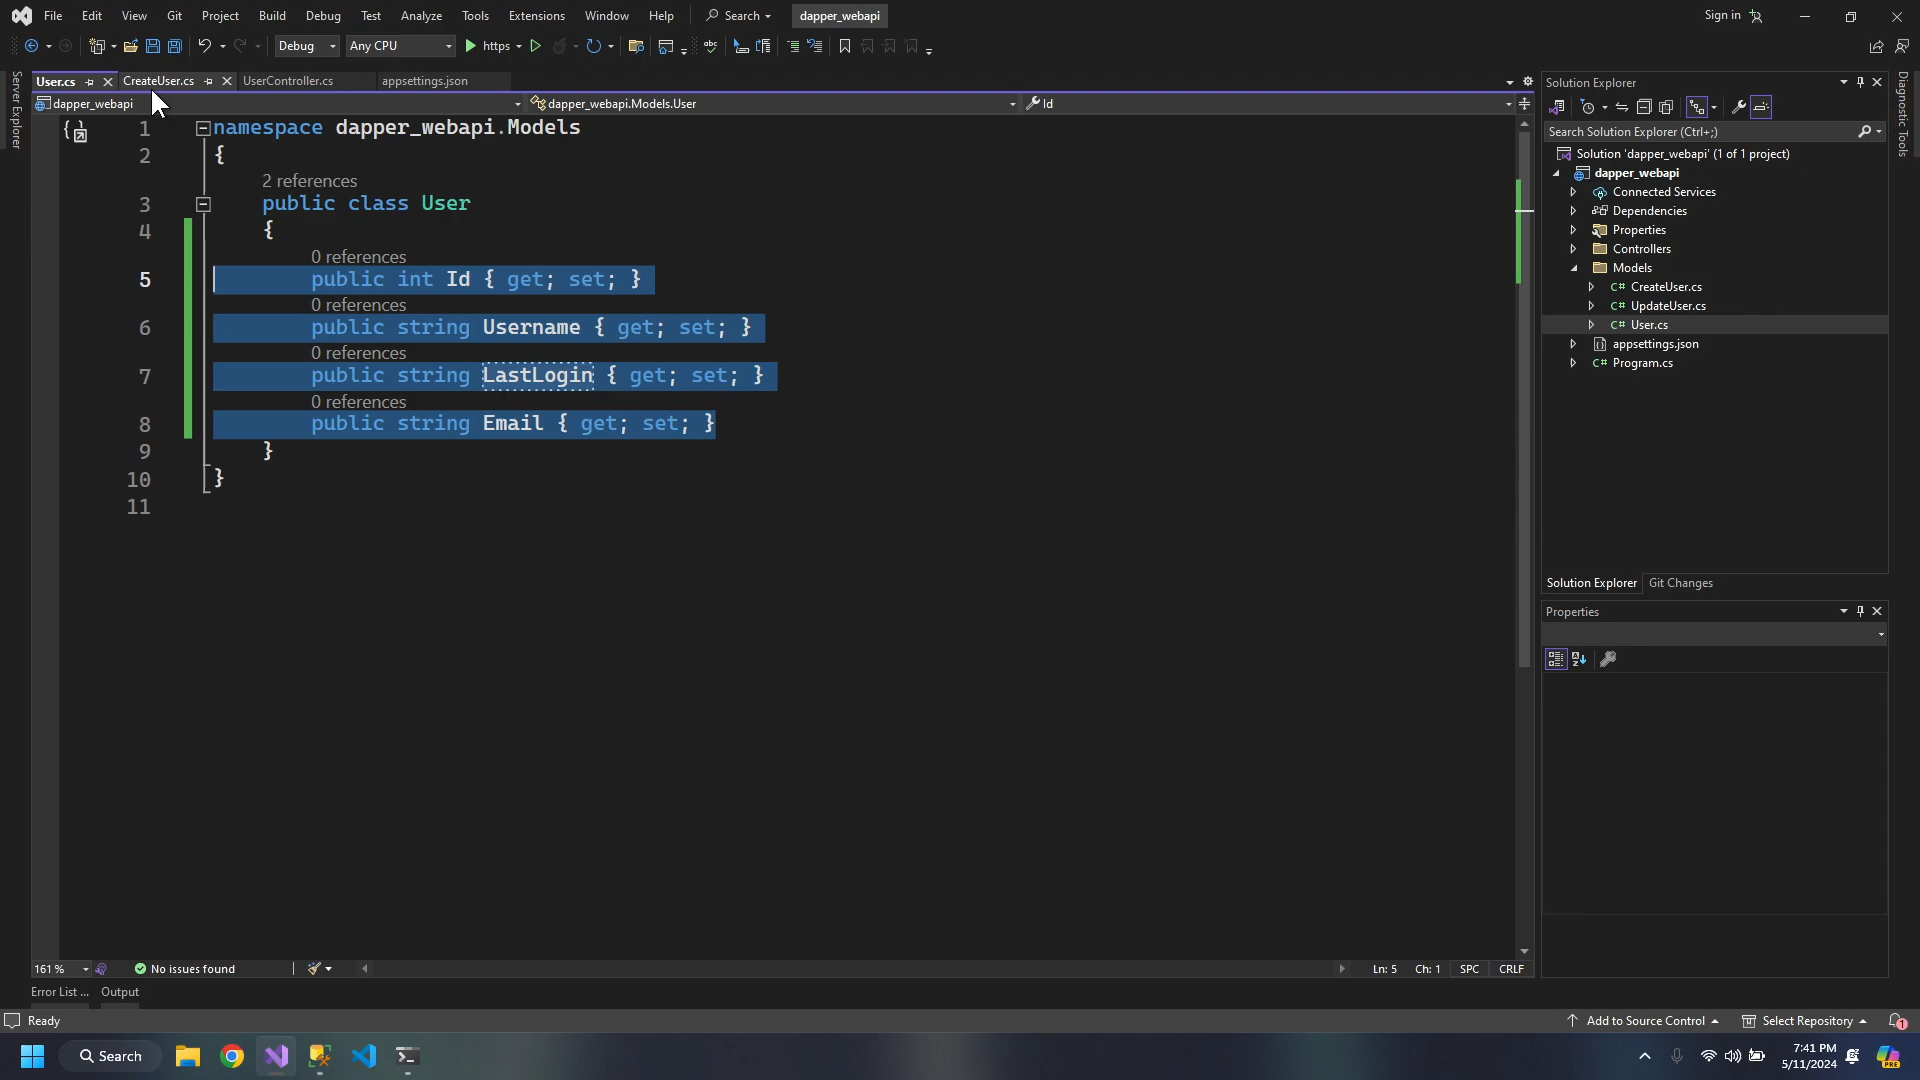 File Edit View Git Project Build Debug Test Analyze Tools Extensions Window Help Search dapper_webapi Sign in
Debug Any CPU https
User.cs CreateUser.cs UserController.cs appsettings.json
dapper_webapi dapper_webapi.Models.User Id
Server Explorer
1 namespace dapper_webapi.Models
2 {
2 references
3 public class User
4 {
0 references
5 public int Id { get; set; }
0 references
6 public string Username { get; set; }
0 references
7 public string LastLogin { get; set; }
0 references
8 public string Email { get; set; }
9 }
10 }
11
161 % No issues found Ln: 5 Ch: 1 SPC CRLF
Error List ... Output
Solution Explorer
Search Solution Explorer (Ctrl+;)
Solution 'dapper_webapi' (1 of 1 project)
dapper_webapi
Connected Services
Dependencies
Properties
Controllers
Models
C# CreateUser.cs
C# UpdateUser.cs
C# User.cs
appsettings.json
C# Program.cs
Solution Explorer Git Changes
Properties
Diagnostic Tools
Ready Add to Source Control Select Repository 1
Search 7:41 PM
5/11/2024
PRE